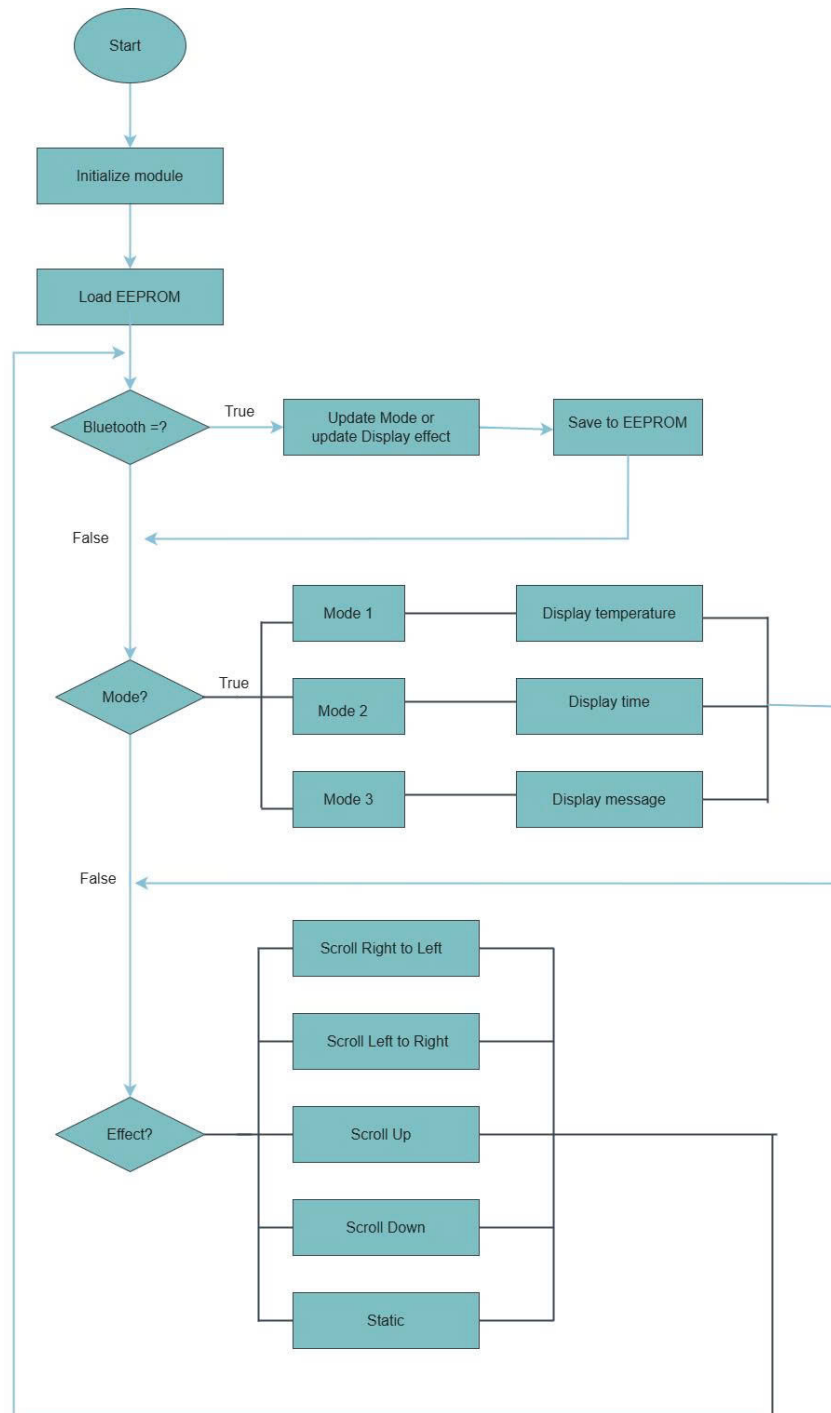 Start
Initialize module
Load EEPROM
Bluetooth =?
True
Update Mode or
update Display effect
Save to EEPROM
False
Mode?
True
Mode 1
Display temperature
Mode 2
Display time
Mode 3
Display message
False
Effect?
Scroll Right to Left
Scroll Left to Right
Scroll Up
Scroll Down
Static